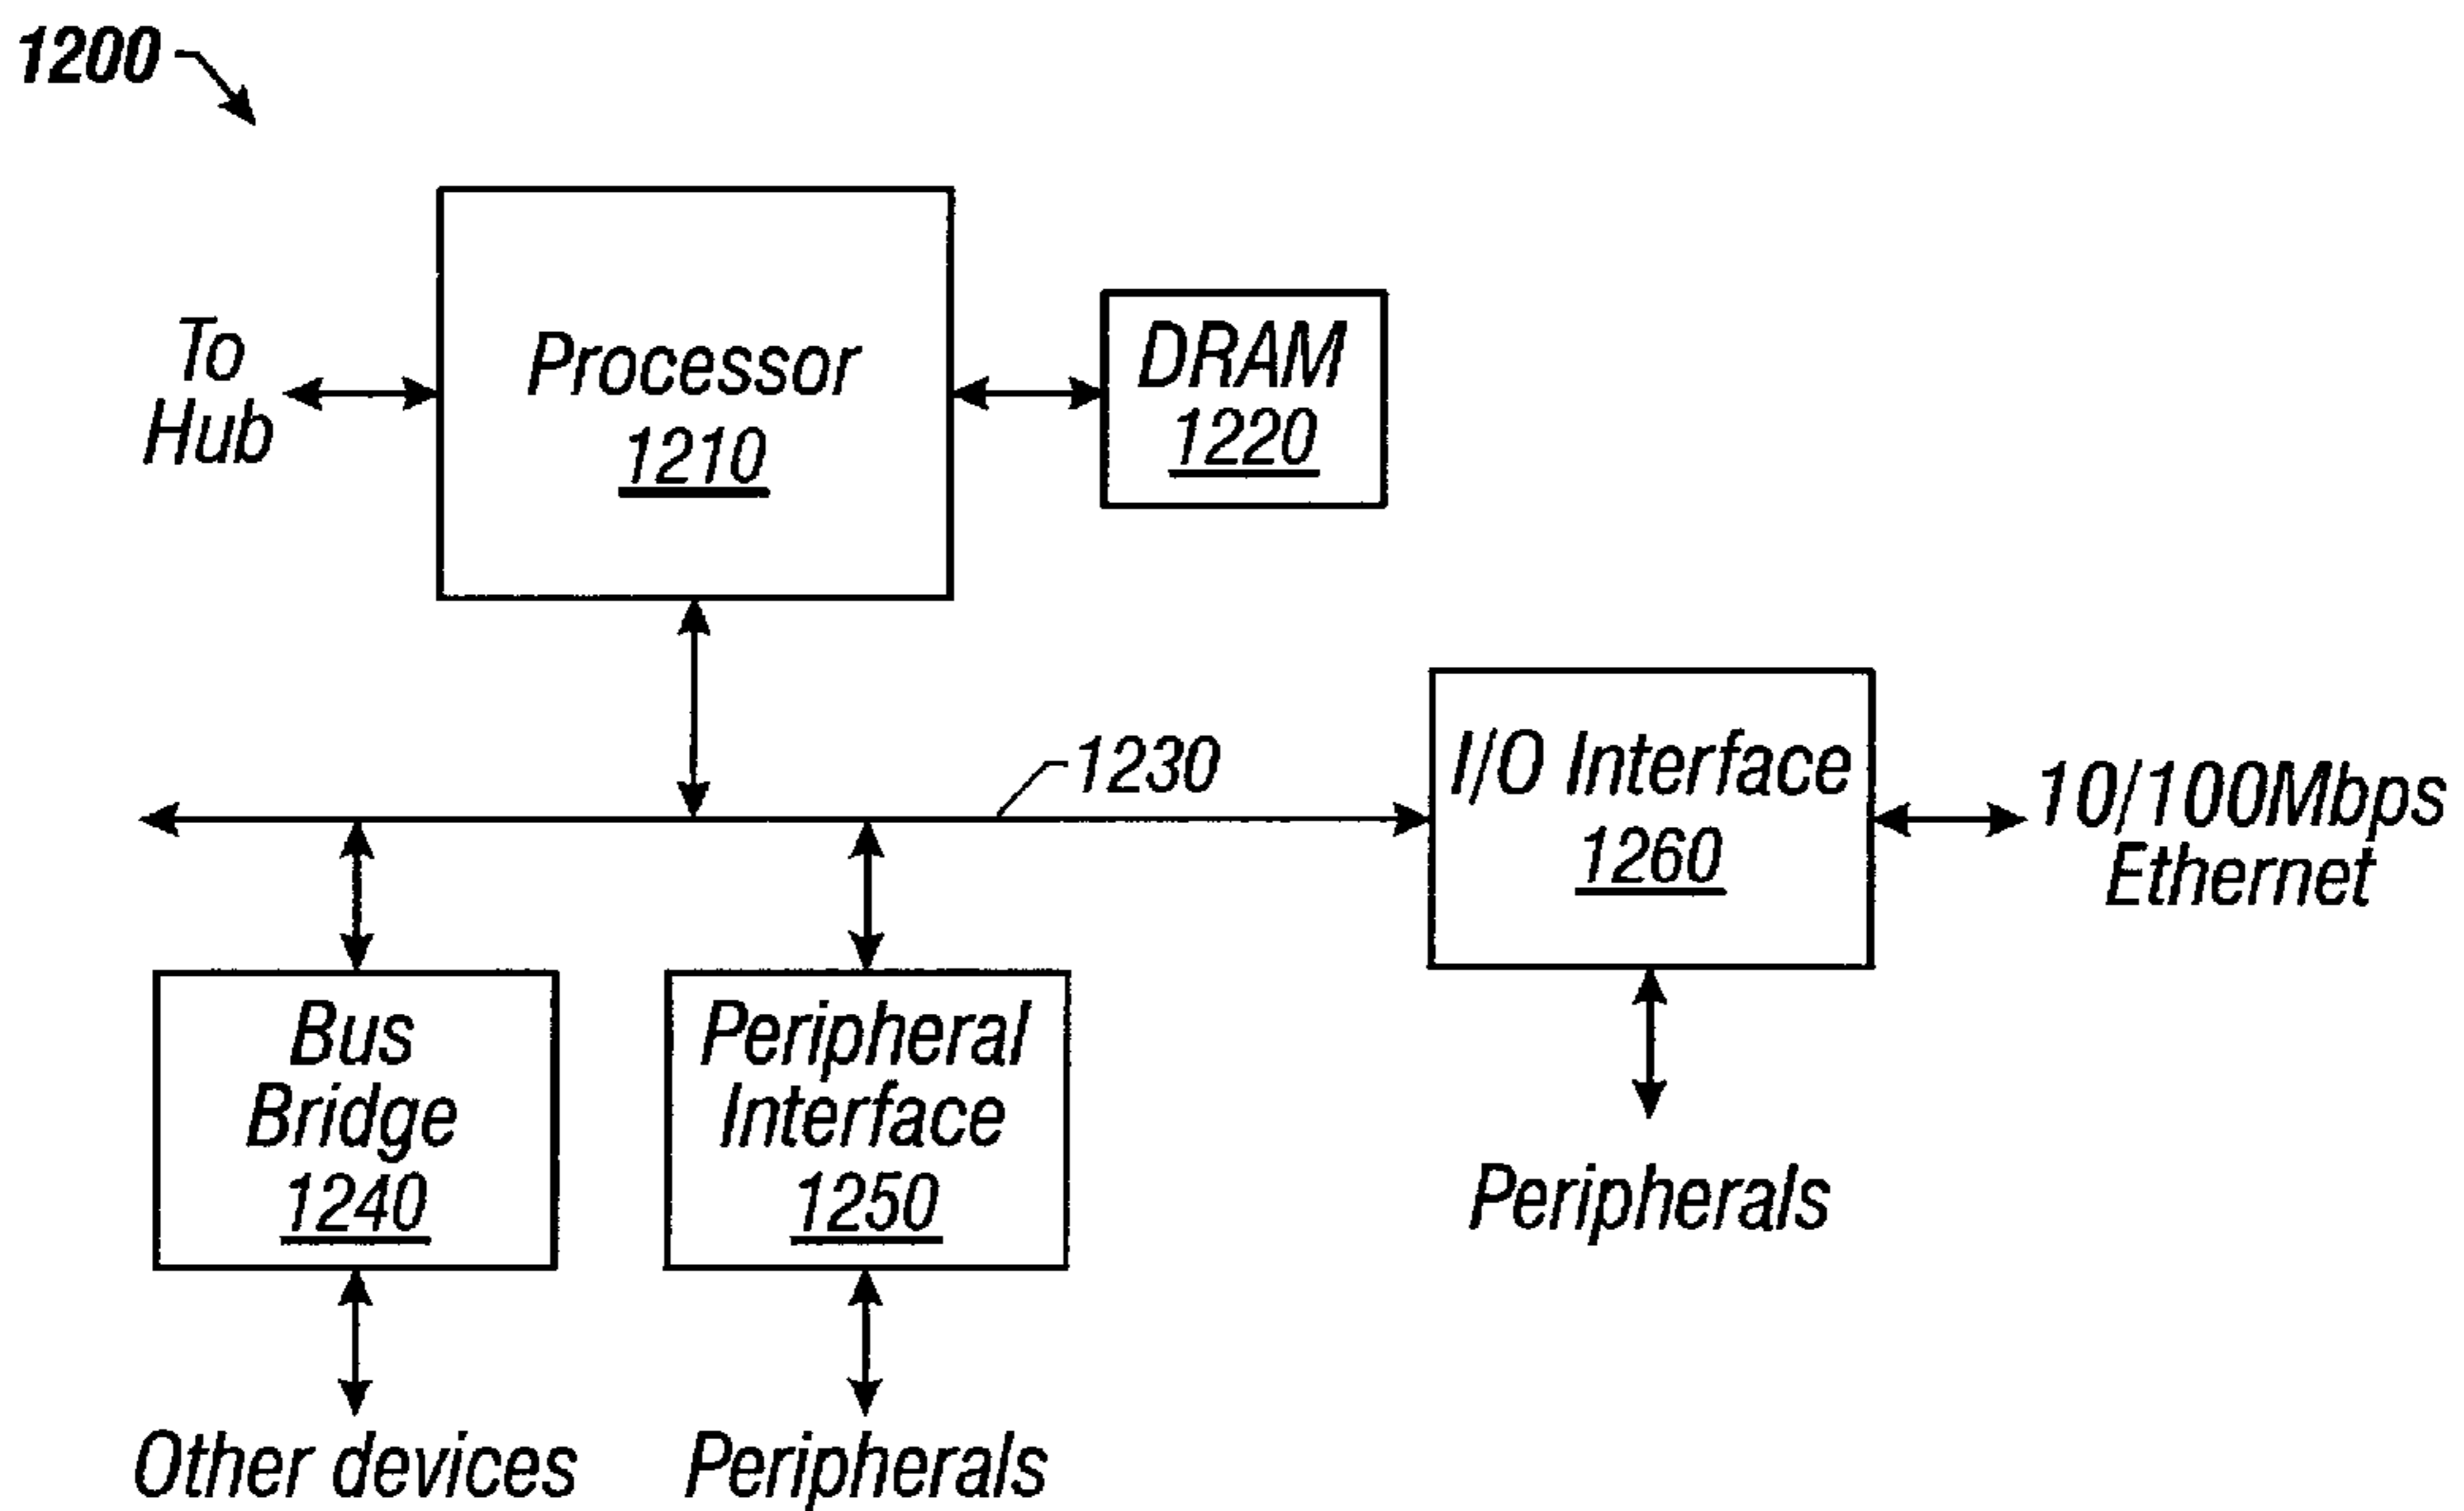 1200
To
Hub
Processor
1210
DRAM
1220
1230
I/O Interface
1260
10/100Mbps
Ethernet
Bus
Bridge
1240
Peripheral
Interface
1250
Peripherals
Other devices
Peripherals